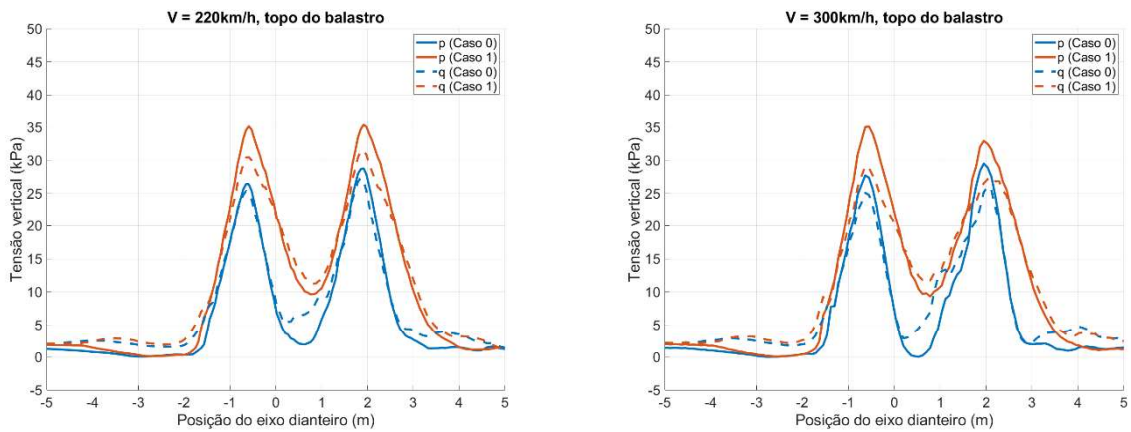 V = 220km/h, topo do balastro
50
45
40
35
30
25
20
15
10
5
0
-5
Tensão vertical (kPa)
p (Caso 0)
p (Caso 1)
q (Caso 0)
q (Caso 1)
-5 -4 -3 -2 -1 0 1 2 3 4 5
Posição do eixo dianteiro (m)
V = 300km/h, topo do balastro
50
45
40
35
30
25
20
15
10
5
0
-5
Tensão vertical (kPa)
p (Caso 0)
p (Caso 1)
q (Caso 0)
q (Caso 1)
-5 -4 -3 -2 -1 0 1 2 3 4 5
Posição do eixo dianteiro (m)